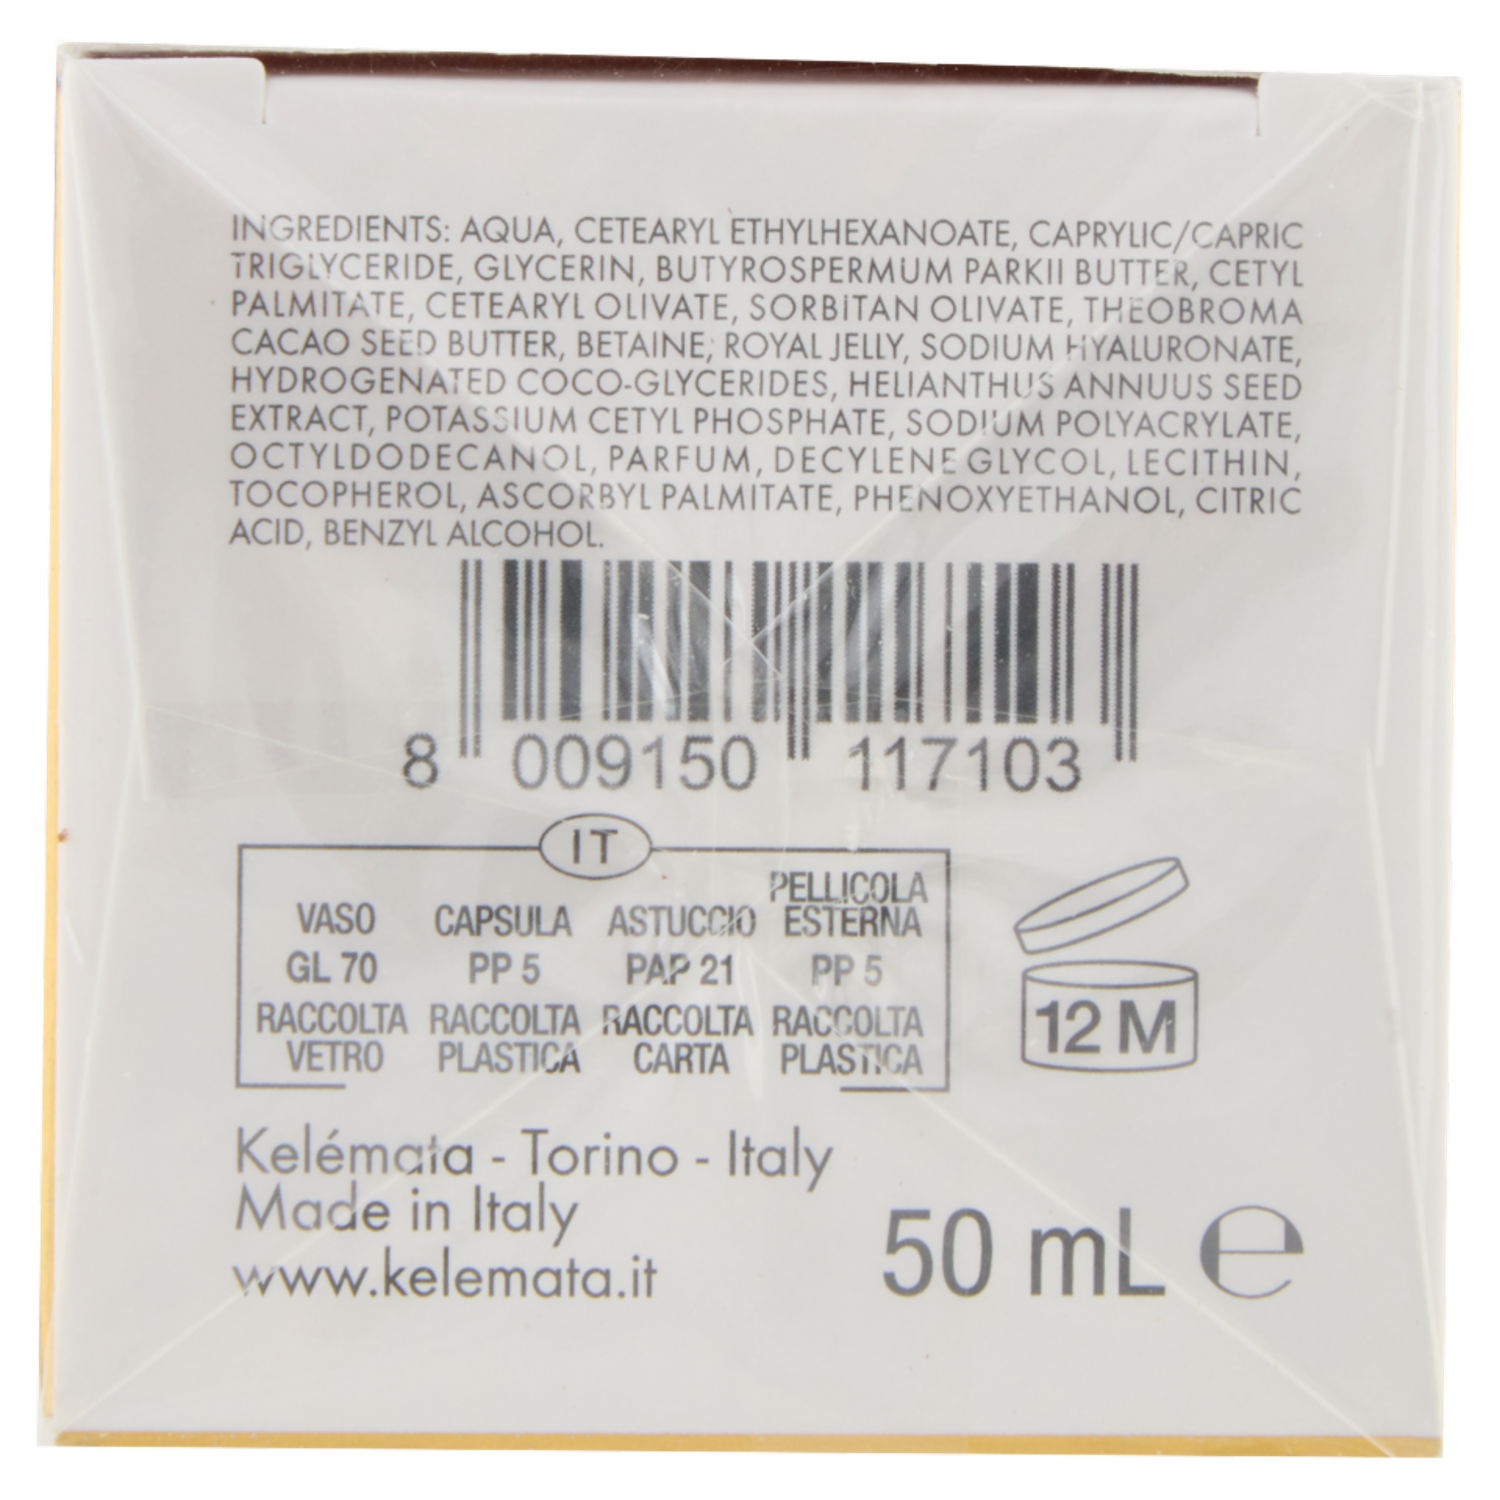 INGREDIENTS: AQUA, CETEARYL ETHYLHEXANOATE, CAPRYLIC/CAPRIC
TRIGLYCERIDE, GLYCERIN, BUTYROSPERMUM PARKII BUTTER, CETYL
PALMITATE, CETEARYL OLIVATE, SORBITAN OLIVATE, THEOBROMA
CACAO SEED BUTTER, BETAINE, ROYAL JELLY, SODIUM HYALURONATE,
HYDROGENATED COCO-GLYCERIDES, HELIANTHUS ANNUUS SEED
EXTRACT, POTASSIUM CETYL PHOSPHATE, SODIUM POLYACRYLATE,
OCTYLDODECANOL, PARFUM, DECYLENE GLYCOL, LECITHIN,
TOCOPHEROL, ASCORBYL PALMITATE, PHENOXYETHANOL, CITRIC
ACID, BENZYL ALCOHOL.
8 009150 117103
IT
VASO CAPSULA ASTUCCIO PELLICOLA ESTERNA
GL 70 PP 5 PAP 21 PP 5
RACCOLTA RACCOLTA RACCOLTA RACCOLTA
VETRO PLASTICA CARTA PLASTICA
12 M
Kelémata - Torino - Italy
Made in Italy
www.kelemata.it
50 mL e